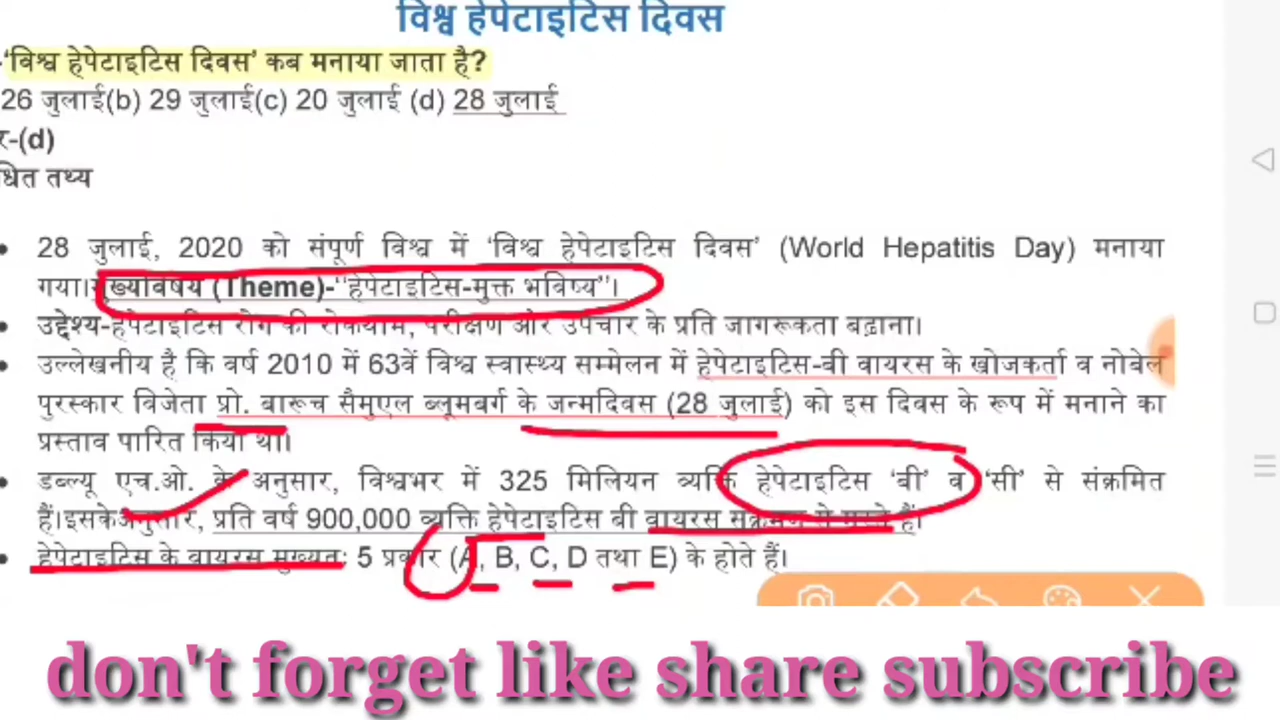 विश्व हेपेटाइटिस दिवस
-‘विश्व हेपेटाइटिस दिवस’ कब मनाया जाता है?
26 जुलाई(b) 29 जुलाई(c) 20 जुलाई (d) 28 जुलाई
र-(d)
धित तथ्य
• 28 जुलाई, 2020 को संपूर्ण विश्व में ‘विश्व हेपेटाइटिस दिवस’ (World Hepatitis Day) मनाया
गया। मुख्यविषय (Theme)-“हेपेटाइटिस-मुक्त भविष्य”।
• उद्देश्य-हेपेटाइटिस रोग की रोकथाम, परीक्षण और उपचार के प्रति जागरूकता बढ़ाना।
• उल्लेखनीय है कि वर्ष 2010 में 63वें विश्व स्वास्थ्य सम्मेलन में हेपेटाइटिस-बी वायरस के खोजकर्ता व नोबेल
पुरस्कार विजेता प्रो. बारूच सैमुएल ब्लूमबर्ग के जन्मदिवस (28 जुलाई) को इस दिवस के रूप में मनाने का
प्रस्ताव पारित किया था।
• डब्ल्यू एच.ओ. के अनुसार, विश्वभर में 325 मिलियन व्यक्ति हेपेटाइटिस ‘बी’ व ‘सी’ से संक्रमित
हैं।इसकेअनुसार, प्रति वर्ष 900,000 व्यक्ति हेपेटाइटिस बी वायरस संक्रमण से मरते हैं।
• हेपेटाइटिस के वायरस मुख्यत: 5 प्रकार (A, B, C, D तथा E) के होते हैं।
don't forget like share subscribe